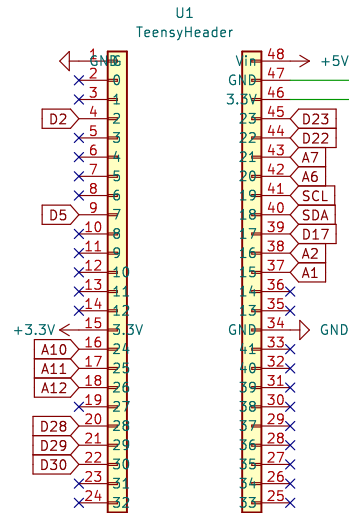 U1
TeensyHeader
1 GND Vin 48 +5V
2 0 GND 47
3 1 3.3V 46
D2 4 2 23 45 D23
5 3 22 44 D22
6 4 21 43 A7
7 5 20 42 A6
8 6 19 41 SCL
D5 9 7 18 40 SDA
10 8 17 39 D17
11 9 16 38 A2
12 10 15 37 A1
13 11 14 36
14 12 13 35
+3.3V 15 3.3V GND 34 GND
A10 16 24 41 33
A11 17 25 40 32
A12 18 26 39 31
19 27 38 30
D28 20 28 37 29
D29 21 29 36 28
D30 22 30 35 27
23 31 34 26
24 32 33 25